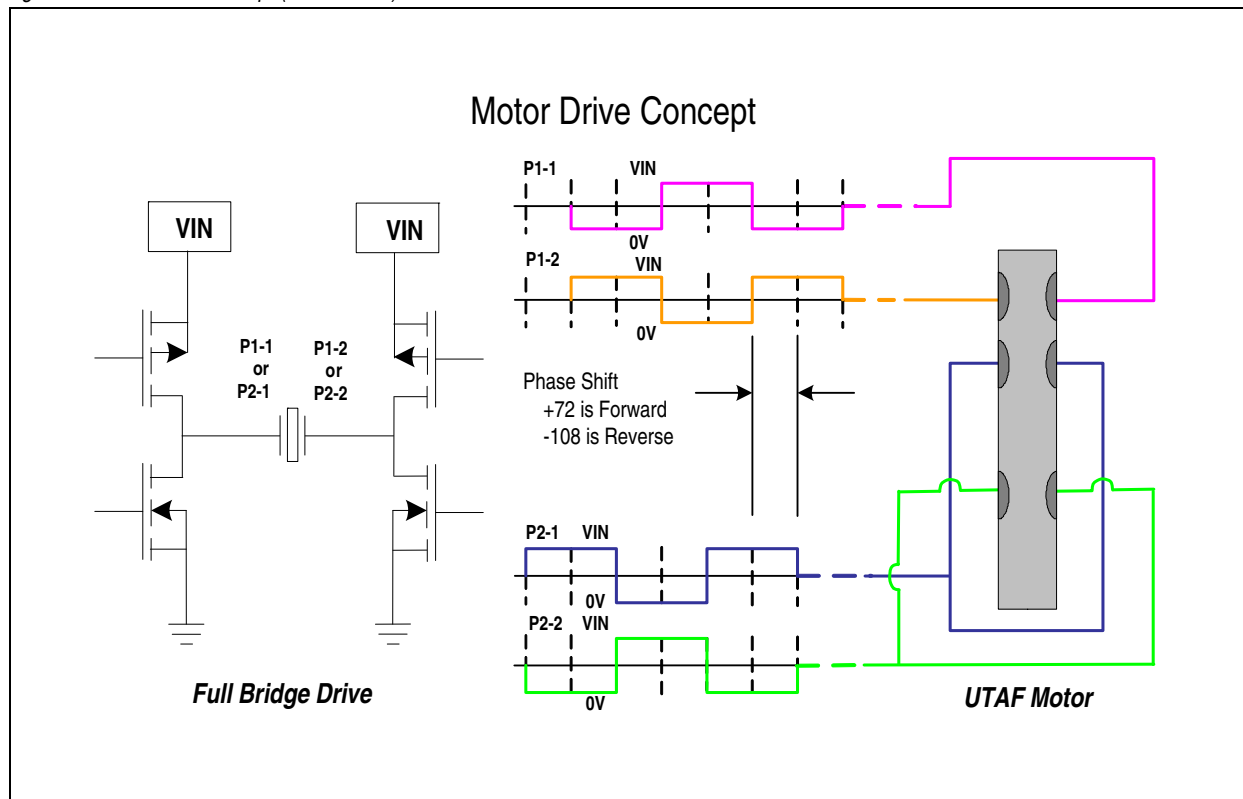 Motor Drive Concept
VIN
VIN
P1-1
or
P2-1
P1-2
or
P2-2
Full Bridge Drive
P1-1
VIN
0V
P1-2
VIN
0V
Phase Shift
+72 is Forward
-108 is Reverse
P2-1
VIN
0V
P2-2
VIN
0V
UTAF Motor